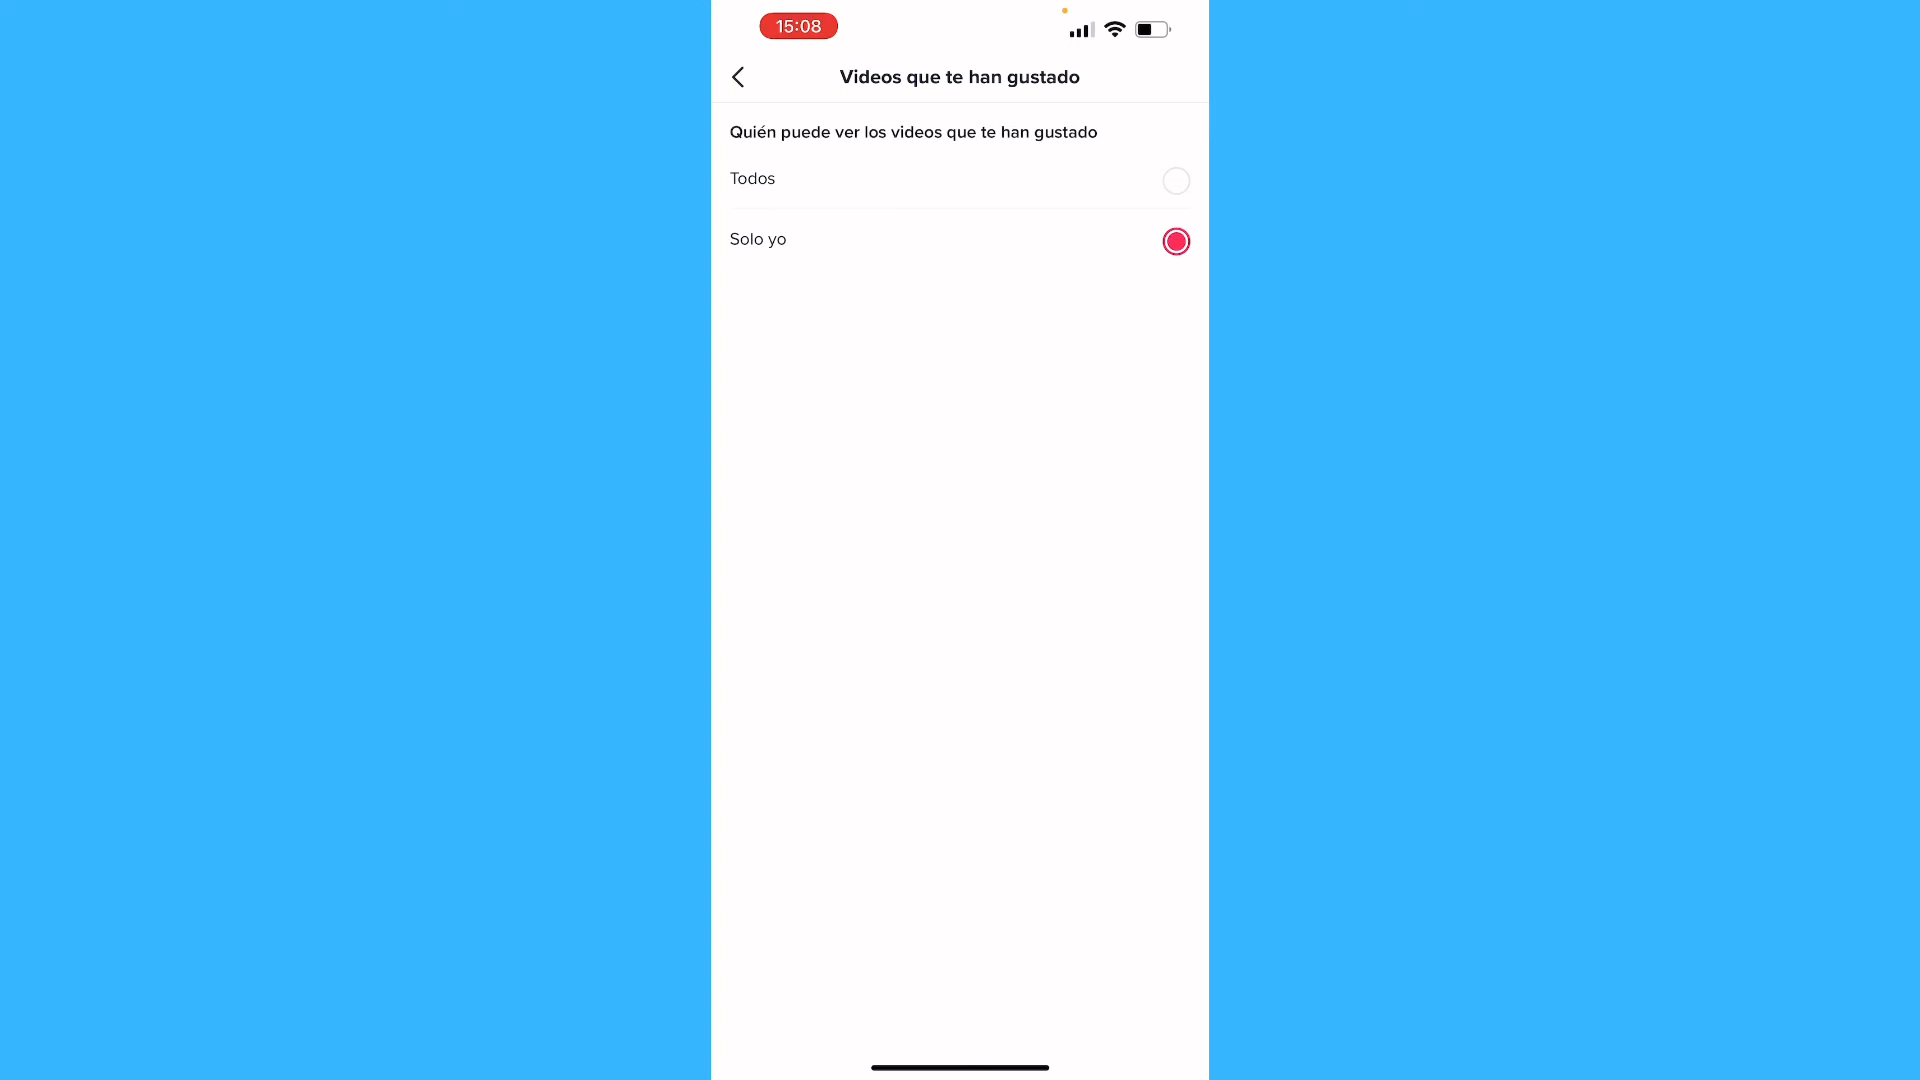 15:08
Videos que te han gustado
Quién puede ver los videos que te han gustado
Todos
Solo yo